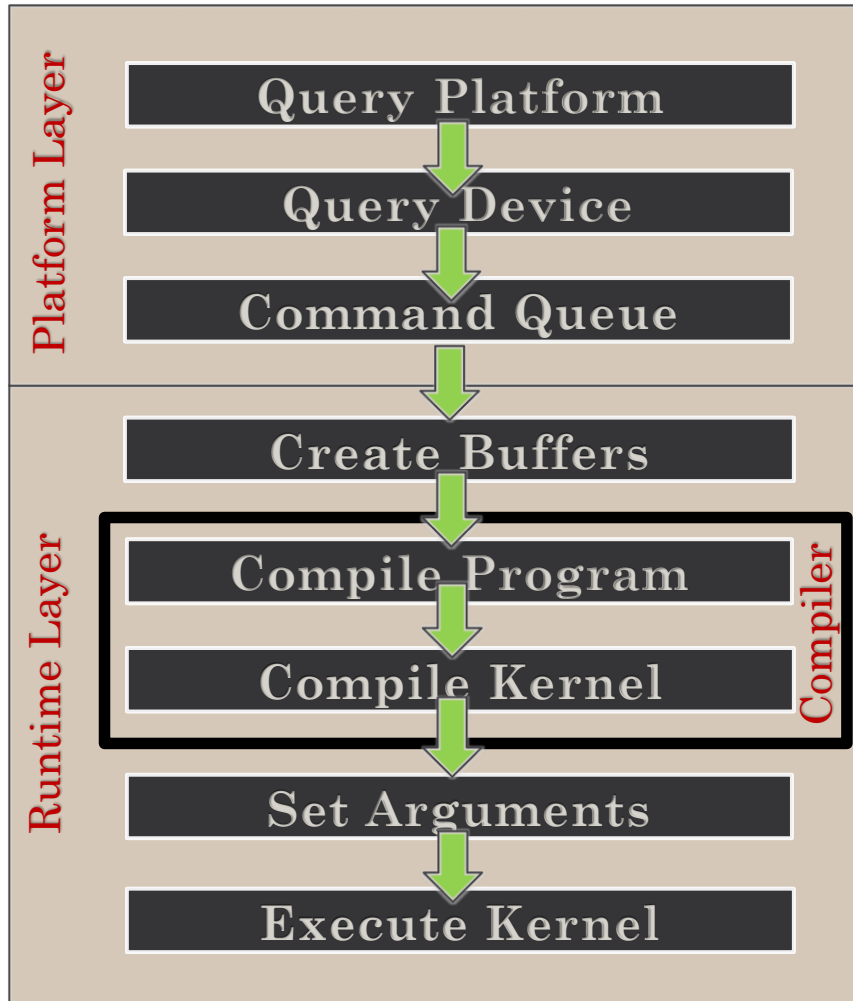 Platform Layer
Query Platform
Query Device
Command Queue
Runtime Layer
Create Buffers
Compiler
Compile Program
Compile Kernel
Set Arguments
Execute Kernel